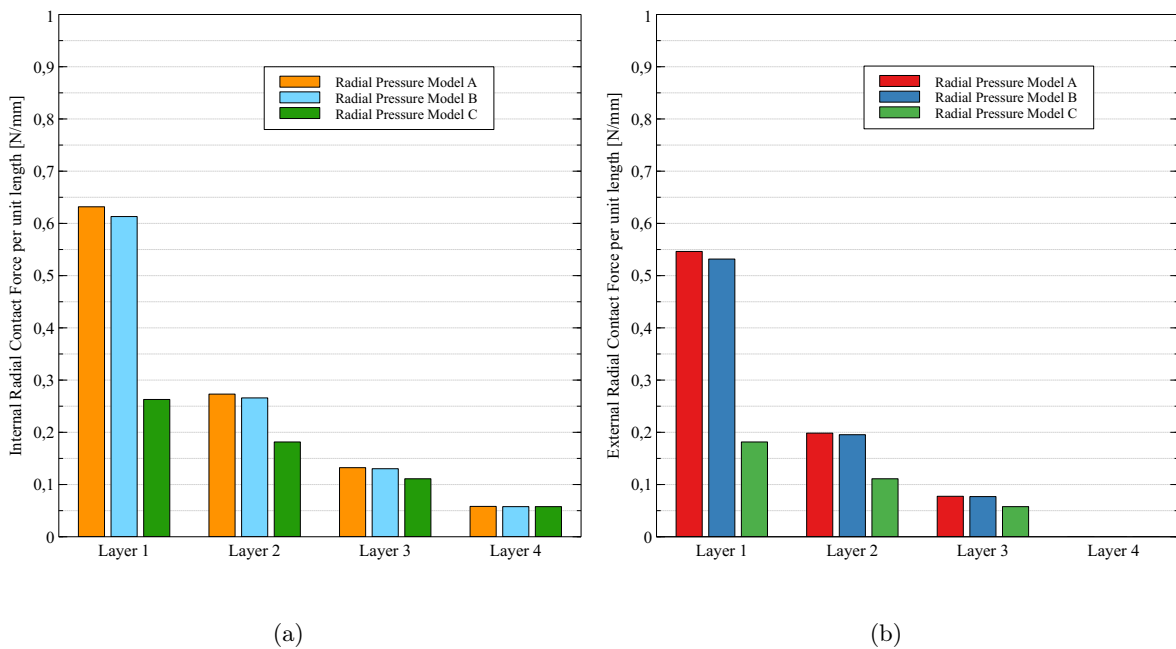 Internal Radial Contact Force per unit length [N/mm]
1
0,9
0,8
0,7
0,6
0,5
0,4
0,3
0,2
0,1
0
Radial Pressure Model A
Radial Pressure Model B
Radial Pressure Model C
Layer 1
Layer 2
Layer 3
Layer 4
(a)
External Radial Contact Force per unit length [N/mm]
1
0,9
0,8
0,7
0,6
0,5
0,4
0,3
0,2
0,1
0
Radial Pressure Model A
Radial Pressure Model B
Radial Pressure Model C
Layer 1
Layer 2
Layer 3
Layer 4
(b)